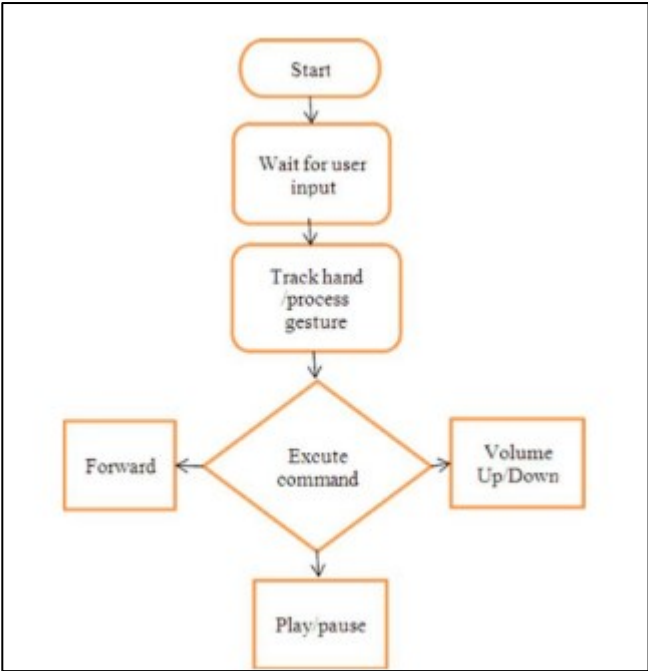 Start
Wait for user
input
Track hand
/process
gesture
Forward
Excute
command
Volume
Up/Down
Play/pause